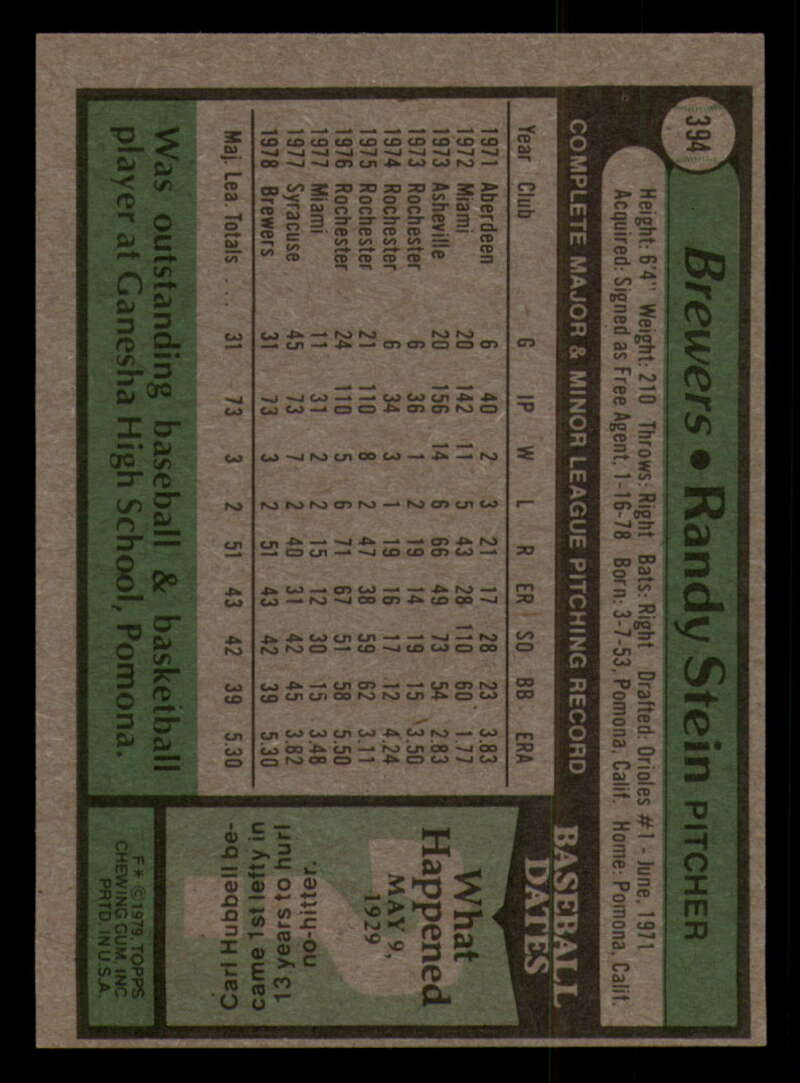 394
Brewers • Randy Stein PITCHER
Height: 6'4" Weight: 210 Throws: Right Bats: Right Drafted: Orioles #1 - June, 1971
Acquired: Signed as Free Agent, 1-16-78 Born: 3-7-53, Pomona, Calif. Home: Pomona, Calif.
COMPLETE MAJOR & MINOR LEAGUE PITCHING RECORD
Year Club G IP W L R ER SO BB ERA
1971 Aberdeen 6 40 2 3 21 17 28 23 3.83
1972 Miami 20 142 11 5 43 28 110 60 1.77
1973 Asheville 20 156 14 6 66 49 73 54 2.83
1973 Rochester 6 36 1 2 19 14 19 15 3.50
1974 Rochester 6 34 3 1 19 16 17 12 4.24
1975 Rochester 21 110 8 2 47 38 59 62 3.11
1976 Rochester 24 110 5 6 71 67 51 58 5.50
1977 Miami 11 31 2 2 15 12 30 15 3.48
1977 Syracuse 45 73 7 2 40 31 42 45 3.82
1978 Brewers 31 73 3 2 51 43 42 39 5.30
Maj. Lea Totals . . . 31 73 3 2 51 43 42 39 5.30
Was outstanding baseball & basketball
player at Ganesha High School, Pomona.
BASEBALL
DATES
What
Happened
MAY 9,
1929
Carl Hubbell be-
came 1st lefty in
13 years to hurl
no-hitter.
F* © 1979 TOPPS
CHEWING GUM, INC
PRTD. IN U.S.A.